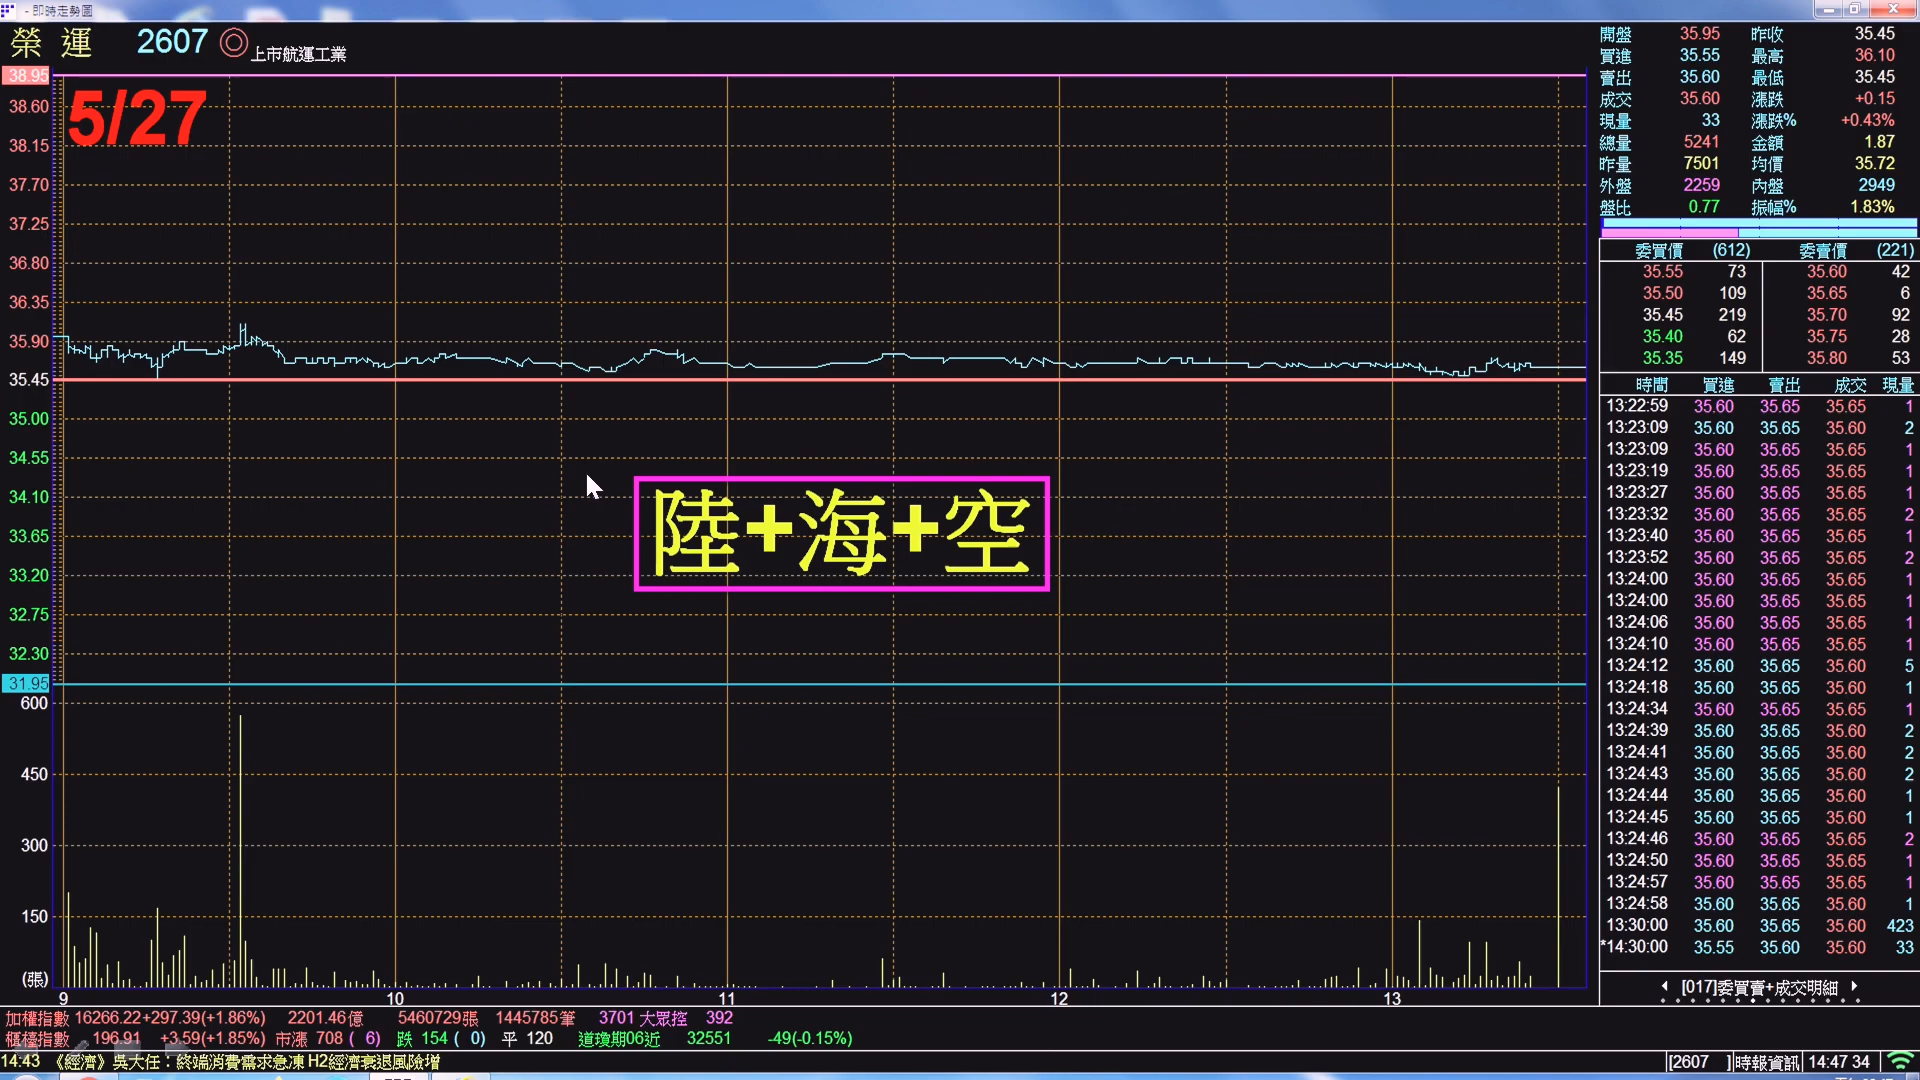 - 即時走勢圖
榮 運 2607 ◎ 上市航運工業
5/27
38.95
38.60
38.15
37.70
37.25
36.80
36.35
35.90
35.45
35.00
34.55
34.10
33.65
33.20
32.75
32.30
31.95
600
450
300
150
(張)
9 10 11 12 13
陸+海+空
開盤 35.95 昨收 35.45
買進 35.55 最高 36.10
賣出 35.60 最低 35.45
成交 35.60 漲跌 +0.15
現量 33 漲跌% +0.43%
總量 5241 金額 1.87
昨量 7501 均價 35.72
外盤 2259 內盤 2949
盤比 0.77 振幅% 1.83%
委買價 (612) 委賣價 (221)
35.55 73 35.60 42
35.50 109 35.65 6
35.45 219 35.70 92
35.40 62 35.75 28
35.35 149 35.80 53
時間 買進 賣出 成交 現量
13:22:59 35.60 35.65 35.65 1
13:23:09 35.60 35.65 35.60 2
13:23:09 35.60 35.65 35.65 1
13:23:19 35.60 35.65 35.65 1
13:23:27 35.60 35.65 35.65 1
13:23:32 35.60 35.65 35.65 2
13:23:40 35.60 35.65 35.65 1
13:23:52 35.60 35.65 35.65 2
13:24:00 35.60 35.65 35.65 1
13:24:00 35.60 35.65 35.65 1
13:24:06 35.60 35.65 35.65 1
13:24:10 35.60 35.65 35.65 1
13:24:12 35.60 35.65 35.60 5
13:24:18 35.60 35.65 35.60 1
13:24:34 35.60 35.65 35.65 1
13:24:39 35.60 35.65 35.60 2
13:24:41 35.60 35.65 35.60 2
13:24:43 35.60 35.65 35.60 2
13:24:44 35.60 35.65 35.60 1
13:24:45 35.60 35.65 35.60 1
13:24:46 35.60 35.65 35.65 2
13:24:50 35.60 35.65 35.65 1
13:24:57 35.60 35.65 35.65 1
13:24:58 35.60 35.65 35.60 1
13:30:00 35.60 35.65 35.60 423
*14:30:00 35.55 35.60 35.60 33
[017]委買賣+成交明細
加權指數 16266.22+297.39(+1.86%) 2201.46億 5460729張 1445785筆 3701 大眾控 392
櫃檯指數 196.91 +3.59(+1.85%) 市漲 708 ( 6) 跌 154 ( 0) 平 120 道瓊期06近 32551 -49(-0.15%)
14:43 《經濟》吳大任：終端消費需求急凍 H2經濟衰退風險增
[2607 ]時報資訊 14:47 34